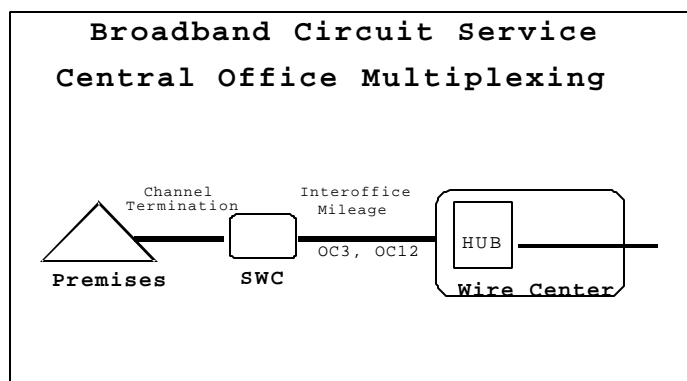 Broadband Circuit Service
Central Office Multiplexing
Channel
Termination
Interoffice
Mileage
HUB
OC3, OC12
Premises
SWC
Wire Center